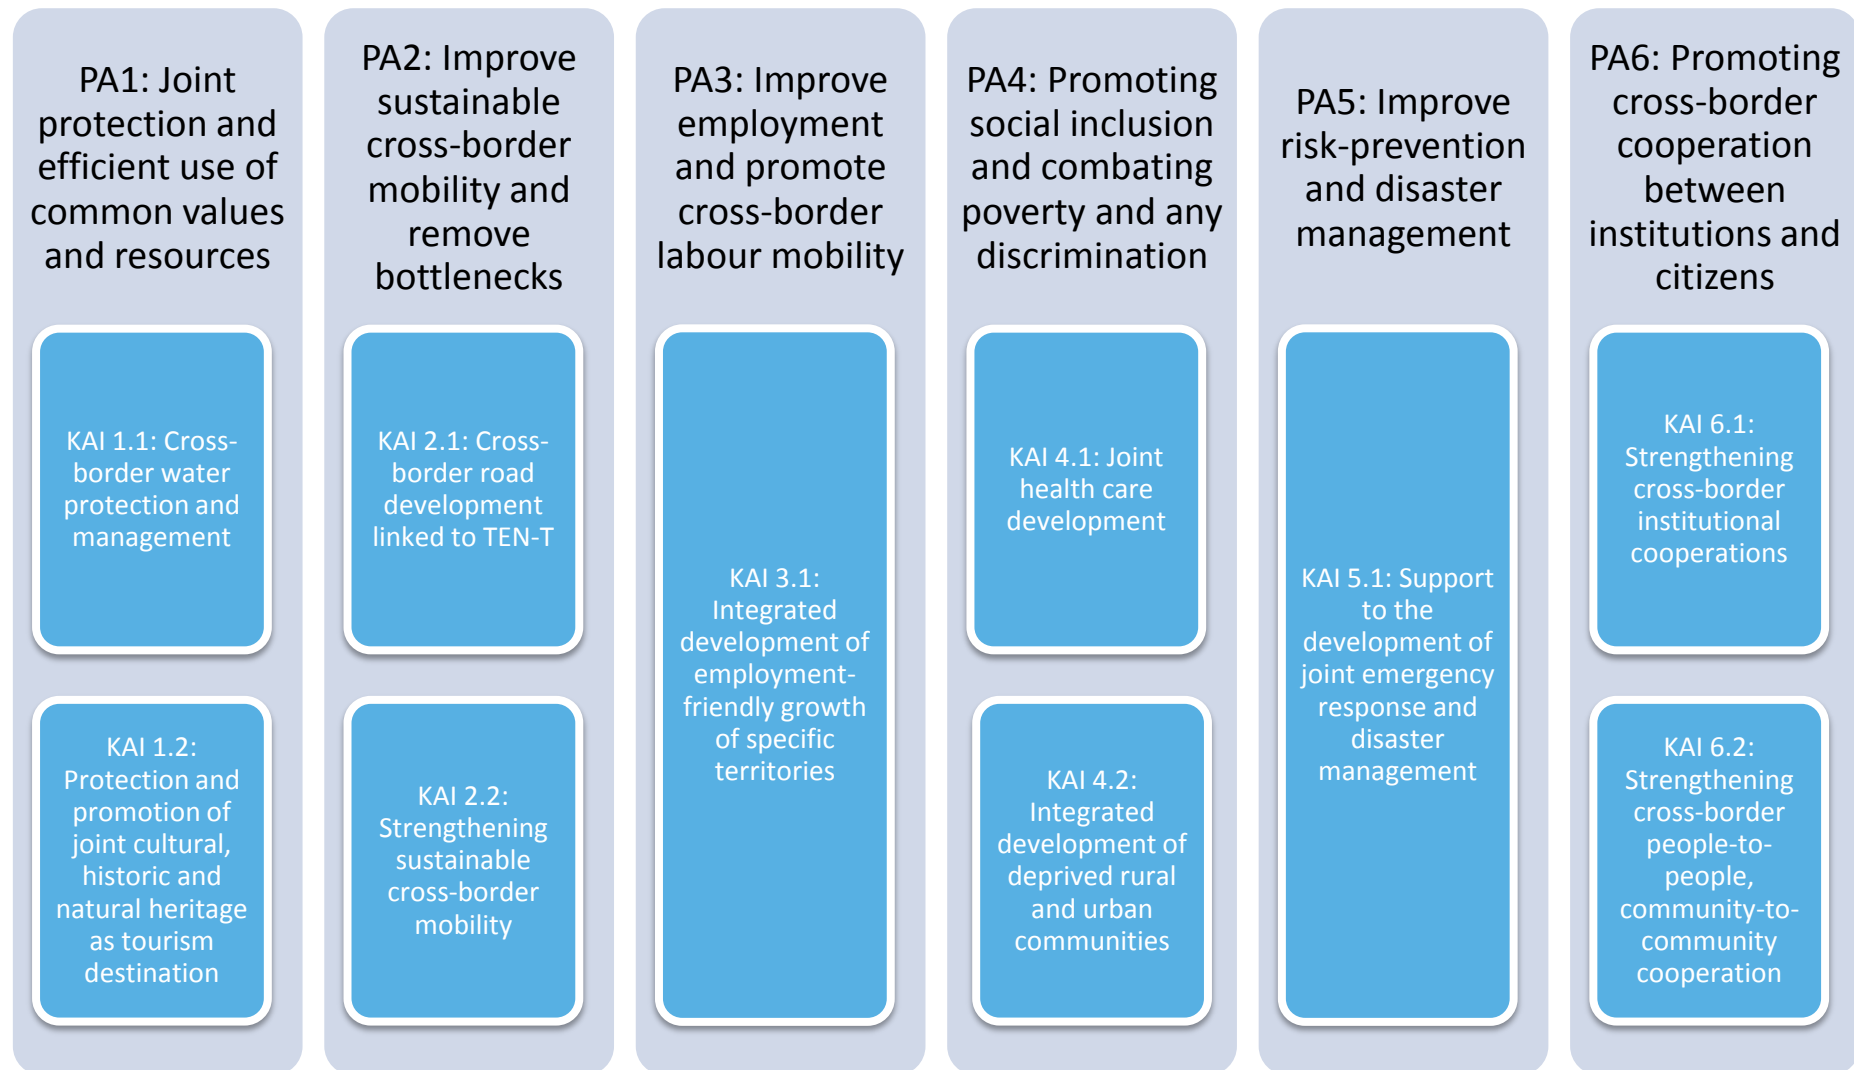 PA1: Joint
protection and
efficient use of
common values
and resources
KAI 1.1: Cross-
border water
protection and
management
KAI 1.2:
Protection and
promotion of
joint cultural,
historic and
natural heritage
as tourism
destination
PA2: Improve
sustainable
cross-border
mobility and
remove
bottlenecks
KAI 2.1: Cross-
border road
development
linked to TEN-T
KAI 2.2:
Strengthening
sustainable
cross-border
mobility
PA3: Improve
employment
and promote
cross-border
labour mobility
KAI 3.1:
Integrated
development of
employment-
friendly growth
of specific
territories
PA4: Promoting
social inclusion
and combating
poverty and any
discrimination
KAI 4.1: Joint
health care
development
KAI 4.2:
Integrated
development of
deprived rural
and urban
communities
PA5: Improve
risk-prevention
and disaster
management
KAI 5.1: Support
to the
development of
joint emergency
response and
disaster
management
PA6: Promoting
cross-border
cooperation
between
institutions and
citizens
KAI 6.1:
Strengthening
cross-border
institutional
cooperations
KAI 6.2:
Strengthening
cross-border
people-to-
people,
community-to-
community
cooperation